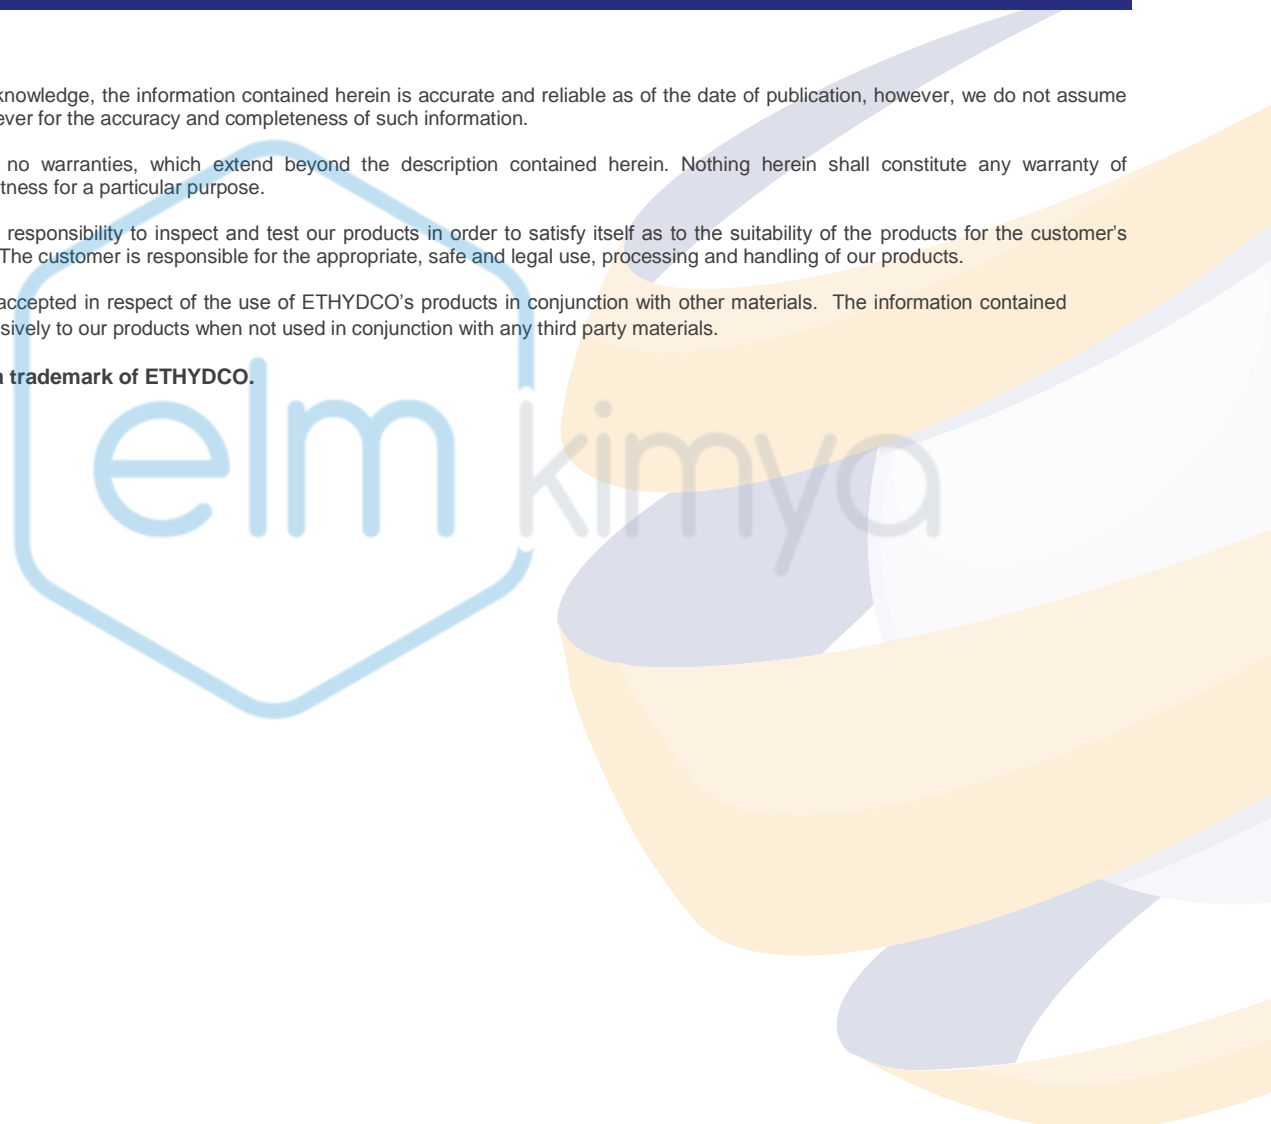 knowledge, the information contained herein is accurate and reliable as of the date of publication, however, we do not assume
ever for the accuracy and completeness of such information.
no warranties, which extend beyond the description contained herein. Nothing herein shall constitute any warranty of
tness for a particular purpose.
responsibility to inspect and test our products in order to satisfy itself as to the suitability of the products for the customer's
The customer is responsible for the appropriate, safe and legal use, processing and handling of our products.
accepted in respect of the use of ETHYDCO's products in conjunction with other materials. The information contained
sively to our products when not used in conjunction with any third party materials.
a trademark of ETHYDCO.
elm kimya